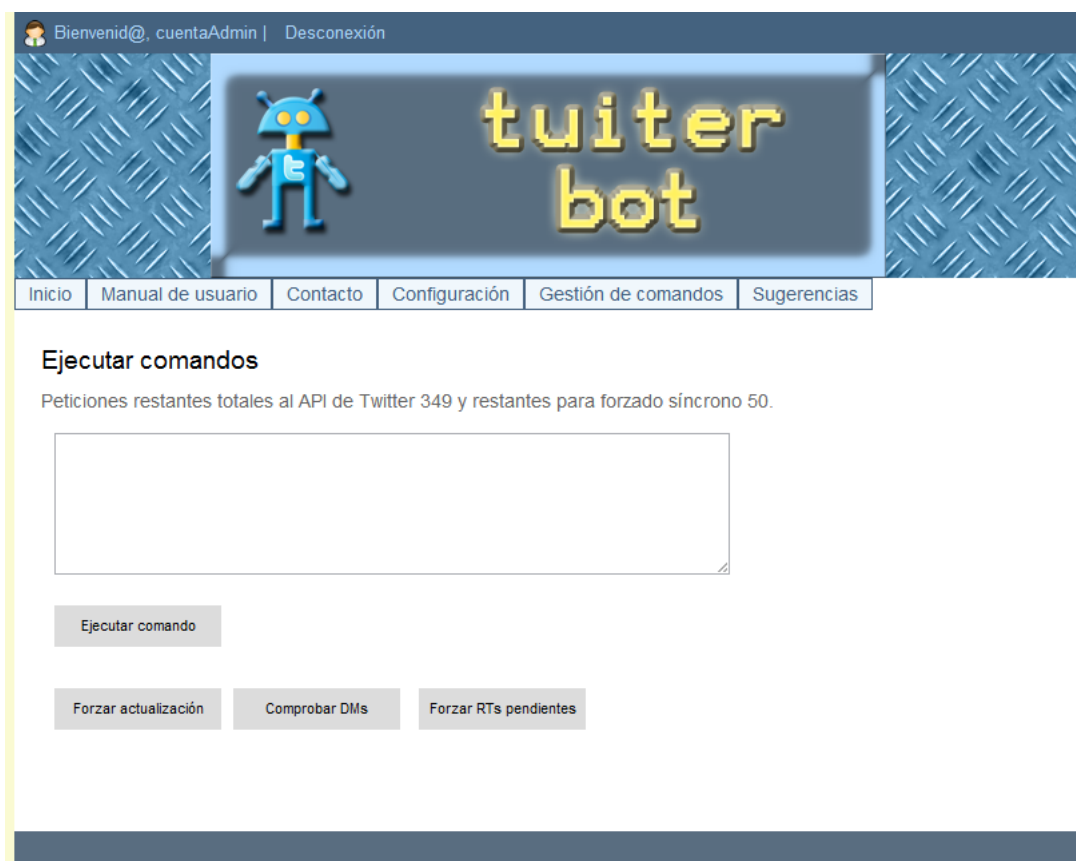 Bienvenid@, cuentaAdmin | Desconexión
tuiter
bot
t
Inicio Manual de usuario Contacto Configuración Gestión de comandos Sugerencias
Ejecutar comandos
Peticiones restantes totales al API de Twitter 349 y restantes para forzado síncrono 50.
Ejecutar comando
Forzar actualización Comprobar DMs Forzar RTs pendientes